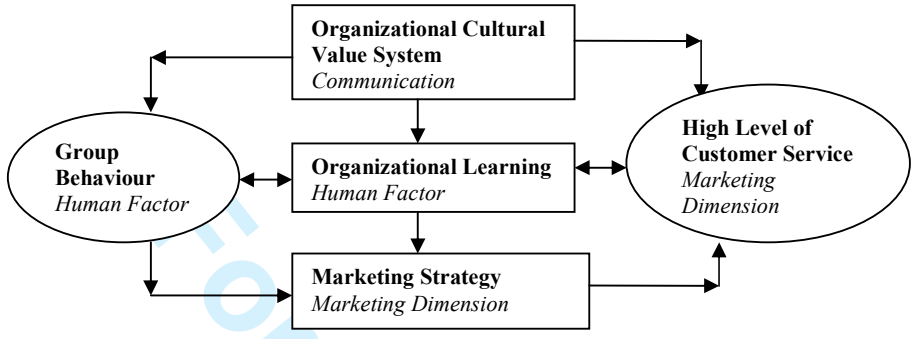 Organizational Cultural
Value System
Communication
Group
Behaviour
Human Factor
Organizational Learning
Human Factor
High Level of
Customer Service
Marketing
Dimension
Marketing Strategy
Marketing Dimension